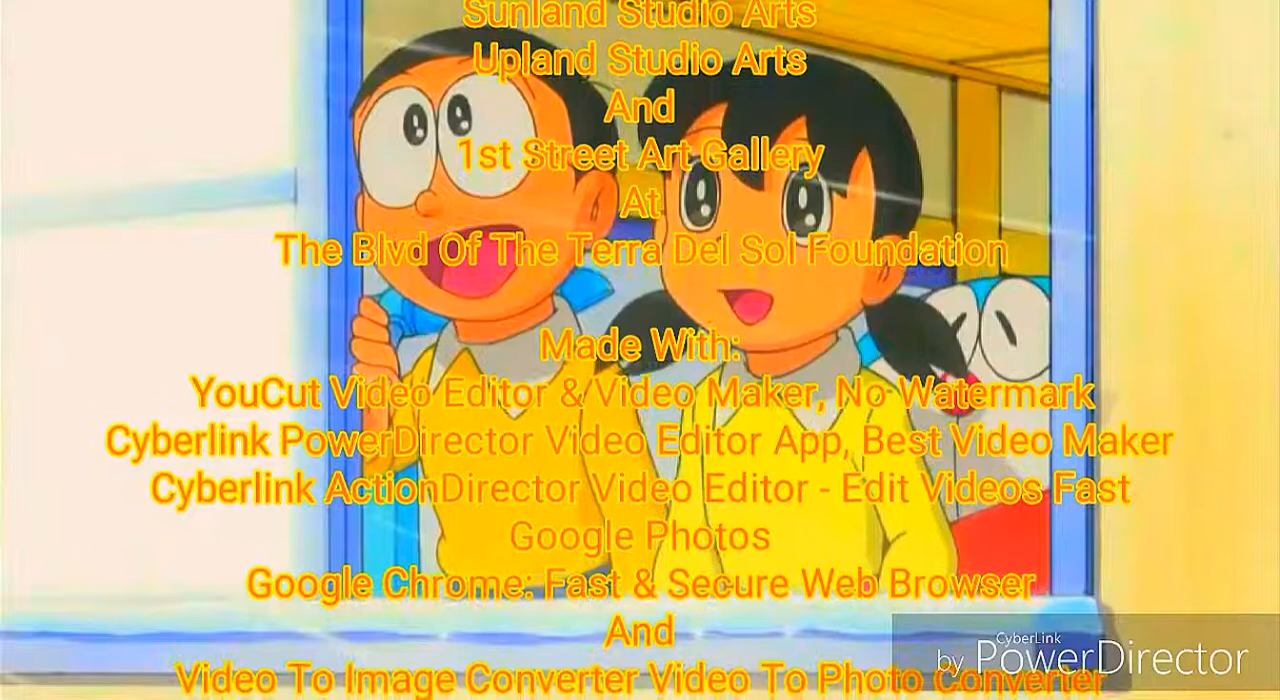 Sunland Studio Arts
Upland Studio Arts
And
1st Street Art Gallery
At
The Blvd Of The Terra Del Sol Foundation
Made With:
YouCut Video Editor & Video Maker, No Watermark
Cyberlink PowerDirector Video Editor App, Best Video Maker
Cyberlink ActionDirector Video Editor - Edit Videos Fast
Google Photos
Google Chrome: Fast & Secure Web Browser
And
Video To Image Converter Video To Photo Converter
CyberLink
by PowerDirector